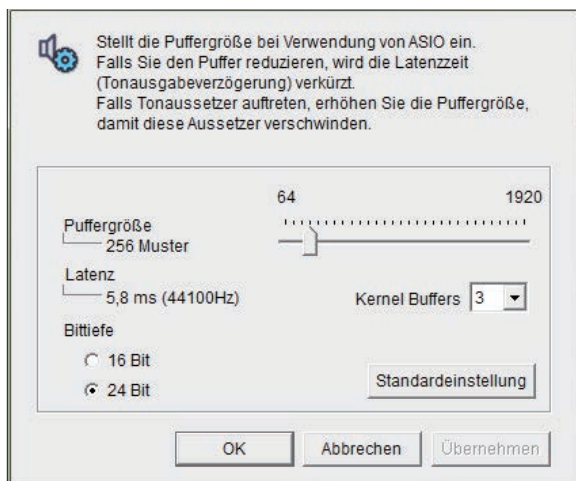 Stellt die Puffergröße bei Verwendung von ASIO ein.
Falls Sie den Puffer reduzieren, wird die Latenzzeit
(Tonausgabeverzögerung) verkürzt.
Falls Tonaussetzer auftreten, erhöhen Sie die Puffergröße,
damit diese Aussetzer verschwinden.
64 1920
Puffergröße
256 Muster
Latenz
5,8 ms (44100Hz)
Kernel Buffers 3
Bittiefe
16 Bit
24 Bit
Standardeinstellung
OK Abbrechen Übernehmen